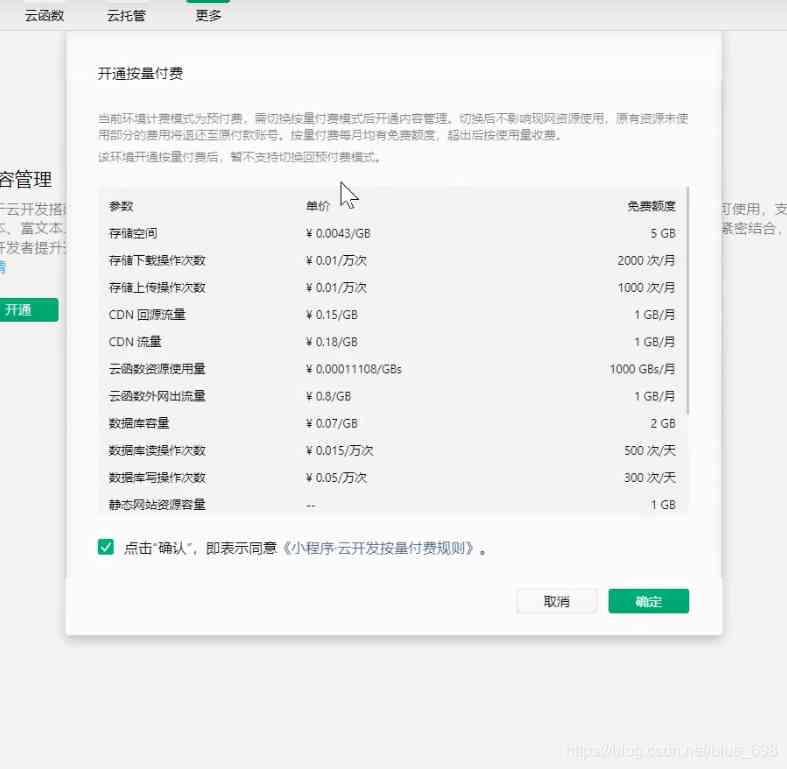 云函数 云托管 更多
开通按量付费
当前环境计费模式为预付费，需切换按量付费模式后开通内容管理。切换后不影响现网资源使用，原有资源未使
用部分的费用将退还至原付款账号。按量付费每月均有免费额度，超出后按使用量收费。
该环境开通按量付费后，暂不支持切换回预付费模式。
容管理
于云开发搭
可使用，支
本、富文本
紧密结合，
开发者提升
情
开通
参数 单价 免费额度
存储空间 ¥ 0.0043/GB 5 GB
存储下载操作次数 ¥ 0.01/万次 2000 次/月
存储上传操作次数 ¥ 0.01/万次 1000 次/月
CDN 回源流量 ¥ 0.15/GB 1 GB/月
CDN 流量 ¥ 0.18/GB 1 GB/月
云函数资源使用量 ¥ 0.00011108/GBs 1000 GBs/月
云函数外网出流量 ¥ 0.8/GB 1 GB/月
数据库容量 ¥ 0.07/GB 2 GB
数据库读操作次数 ¥ 0.015/万次 500 次/天
数据库写操作次数 ¥ 0.05/万次 300 次/天
静态网站资源容量 -- 1 GB
点击“确认”，即表示同意《小程序·云开发按量付费规则》。
取消 确定
https://blog.csdn.net/blue_698